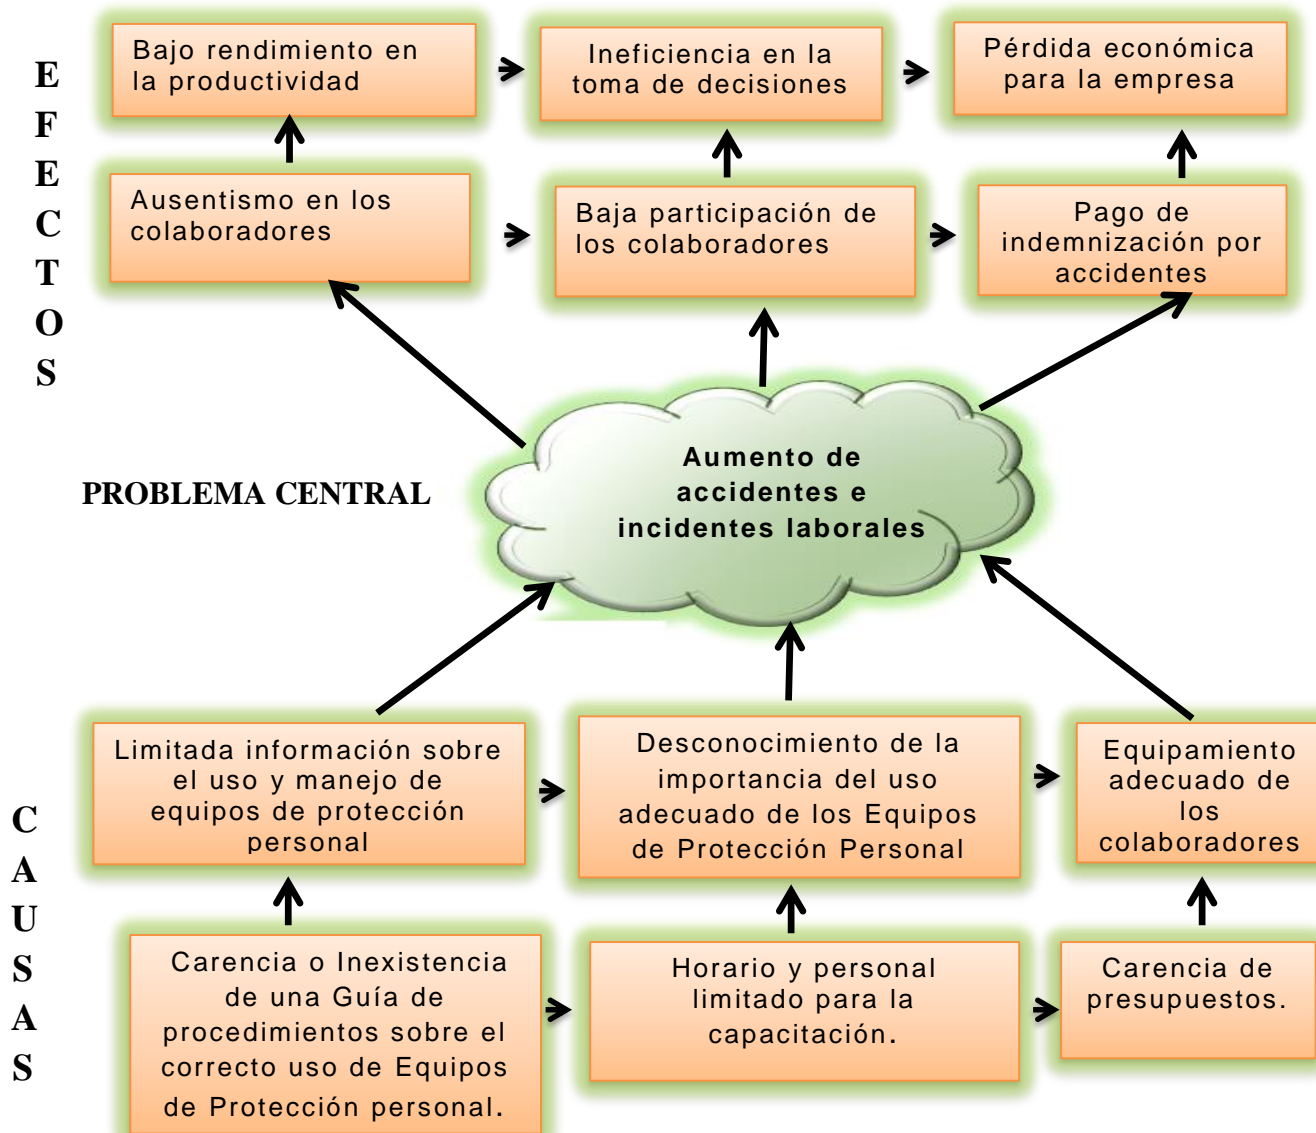 EFECTOS
Bajo rendimiento en
la productividad
Ineficiencia en la
toma de decisiones
Pérdida económica
para la empresa
Ausentismo en los
colaboradores
Baja participación de
los colaboradores
Pago de
indemnización por
accidentes
PROBLEMA CENTRAL
Aumento de
accidentes e
incidentes laborales
CAUSAS
Limitada información sobre
el uso y manejo de
equipos de protección
personal
Desconocimiento de la
importancia del uso
adecuado de los Equipos
de Protección Personal
Equipamiento
adecuado de
los
colaboradores
Carencia o Inexistencia
de una Guía de
procedimientos sobre el
correcto uso de Equipos
de Protección personal.
Horario y personal
limitado para la
capacitación.
Carencia de
presupuestos.